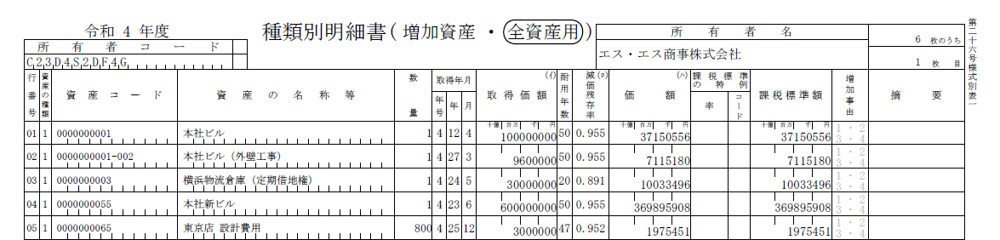 令和 4 年度
種類別明細書(増加資産・全資産用)
第二十六号様式別表一
所有者コード
C23D4S2DF4G
所有者名
エス・エス商事株式会社
6 枚のうち
1 枚目
行番号 資産の種類 資産コード 資産の名称等 数量 取得年月 年号 年 月 (イ) 取得価額 耐用年数 (ロ) 減価残存率 (ハ) 価額 課税標準の特例 率 コード 課税標準額 増加事由 摘要
十億 百万 千 円 十億 百万 千 円 十億 百万 千 円
01 1 0000000001 本社ビル 1 4 12 4 100000000 50 0.955 37150556 37150556 1・2 3・4
02 1 0000000001-002 本社ビル（外壁工事） 1 4 27 3 9600000 50 0.955 7115180 7115180 1・2 3・4
03 1 0000000003 横浜物流倉庫（定期借地権） 1 4 24 5 30000000 20 0.891 10033496 10033496 1・2 3・4
04 1 0000000055 本社新ビル 1 4 23 6 600000000 50 0.955 369895908 369895908 1・2 3・4
05 1 0000000065 東京店 設計費用 800 4 25 12 3000000 47 0.952 1975451 1975451 1・2 3・4